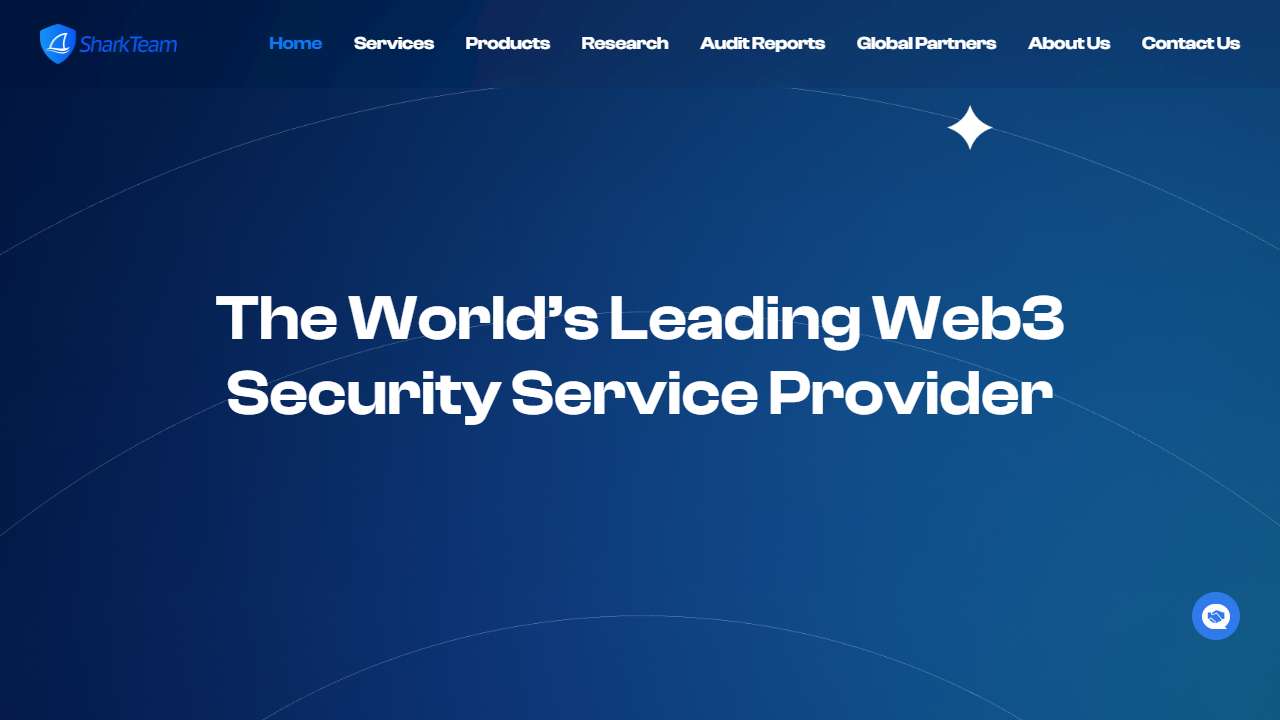 SharkTeam
Home Services Products Research Audit Reports Global Partners About Us Contact Us
The World’s Leading Web3
Security Service Provider